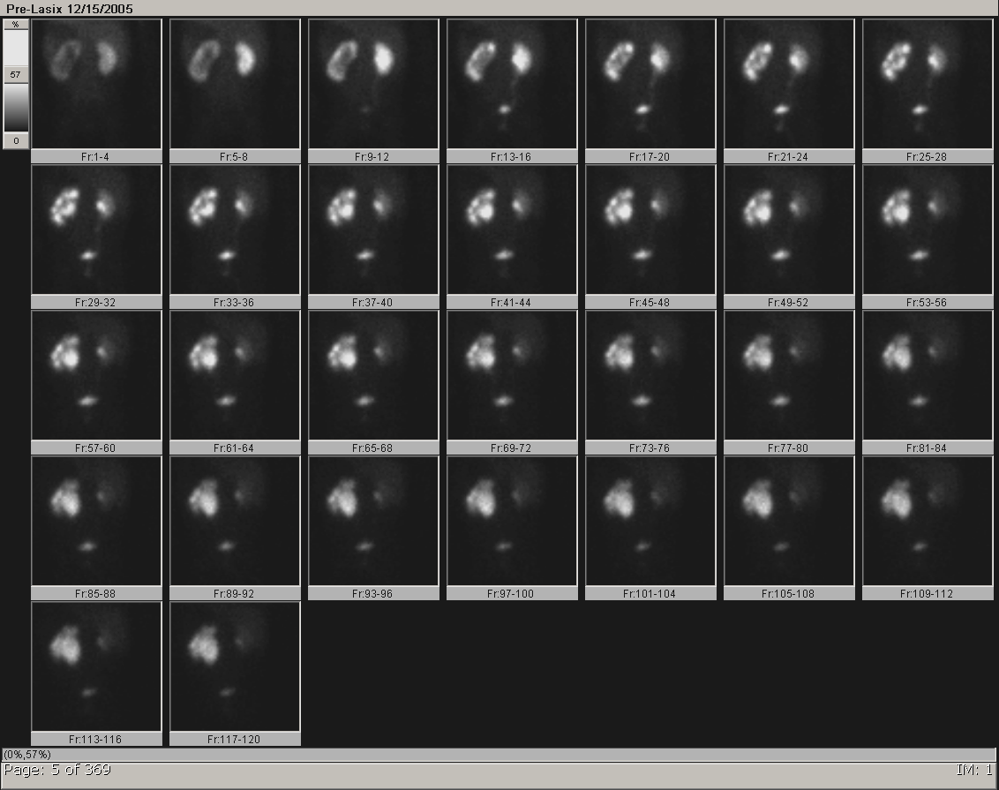 Pre-Lasix 12/15/2005
%
57
0
Fr:1-4 Fr:5-8 Fr:9-12 Fr:13-16 Fr:17-20 Fr:21-24 Fr:25-28
Fr:29-32 Fr:33-36 Fr:37-40 Fr:41-44 Fr:45-48 Fr:49-52 Fr:53-56
Fr:57-60 Fr:61-64 Fr:65-68 Fr:69-72 Fr:73-76 Fr:77-80 Fr:81-84
Fr:85-88 Fr:89-92 Fr:93-96 Fr:97-100 Fr:101-104 Fr:105-108 Fr:109-112
Fr:113-116 Fr:117-120
(0%,57%)
Page: 5 of 369 IM: 1